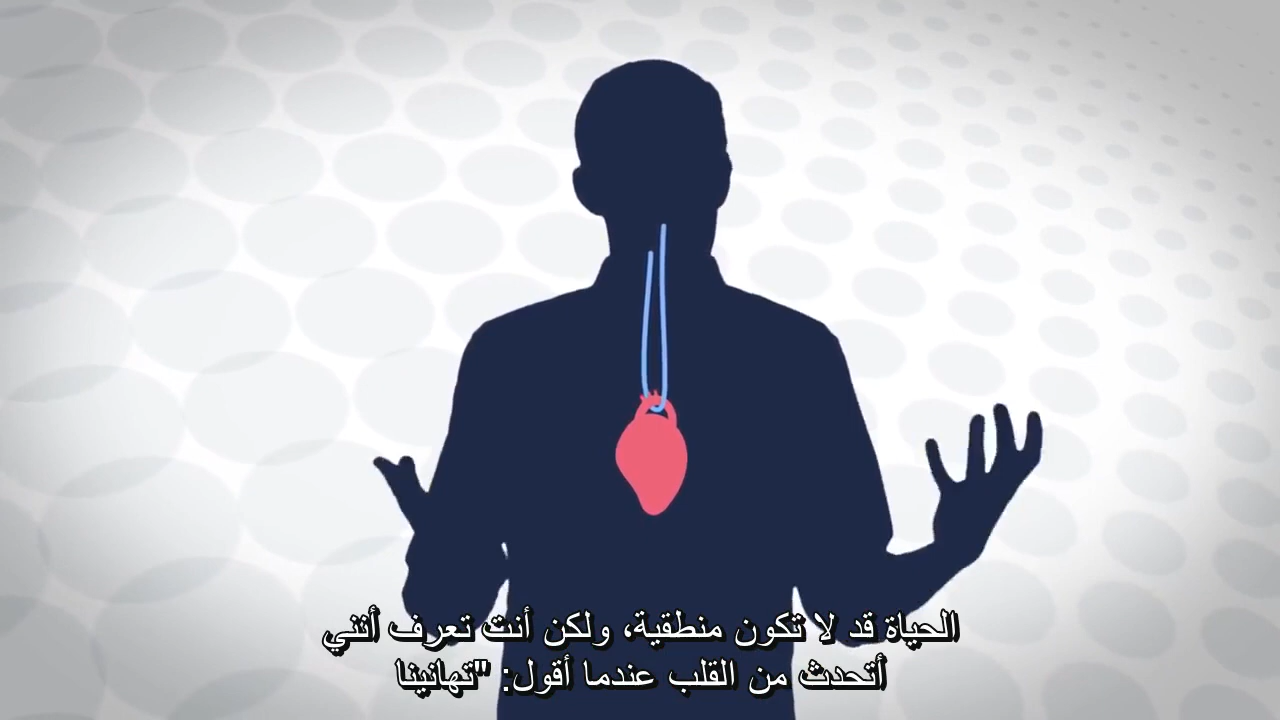 الحياة قد لا تكون منطقية، ولكن أنت تعرف أنني
أتحدث من القلب عندما أقول: "تهانينا